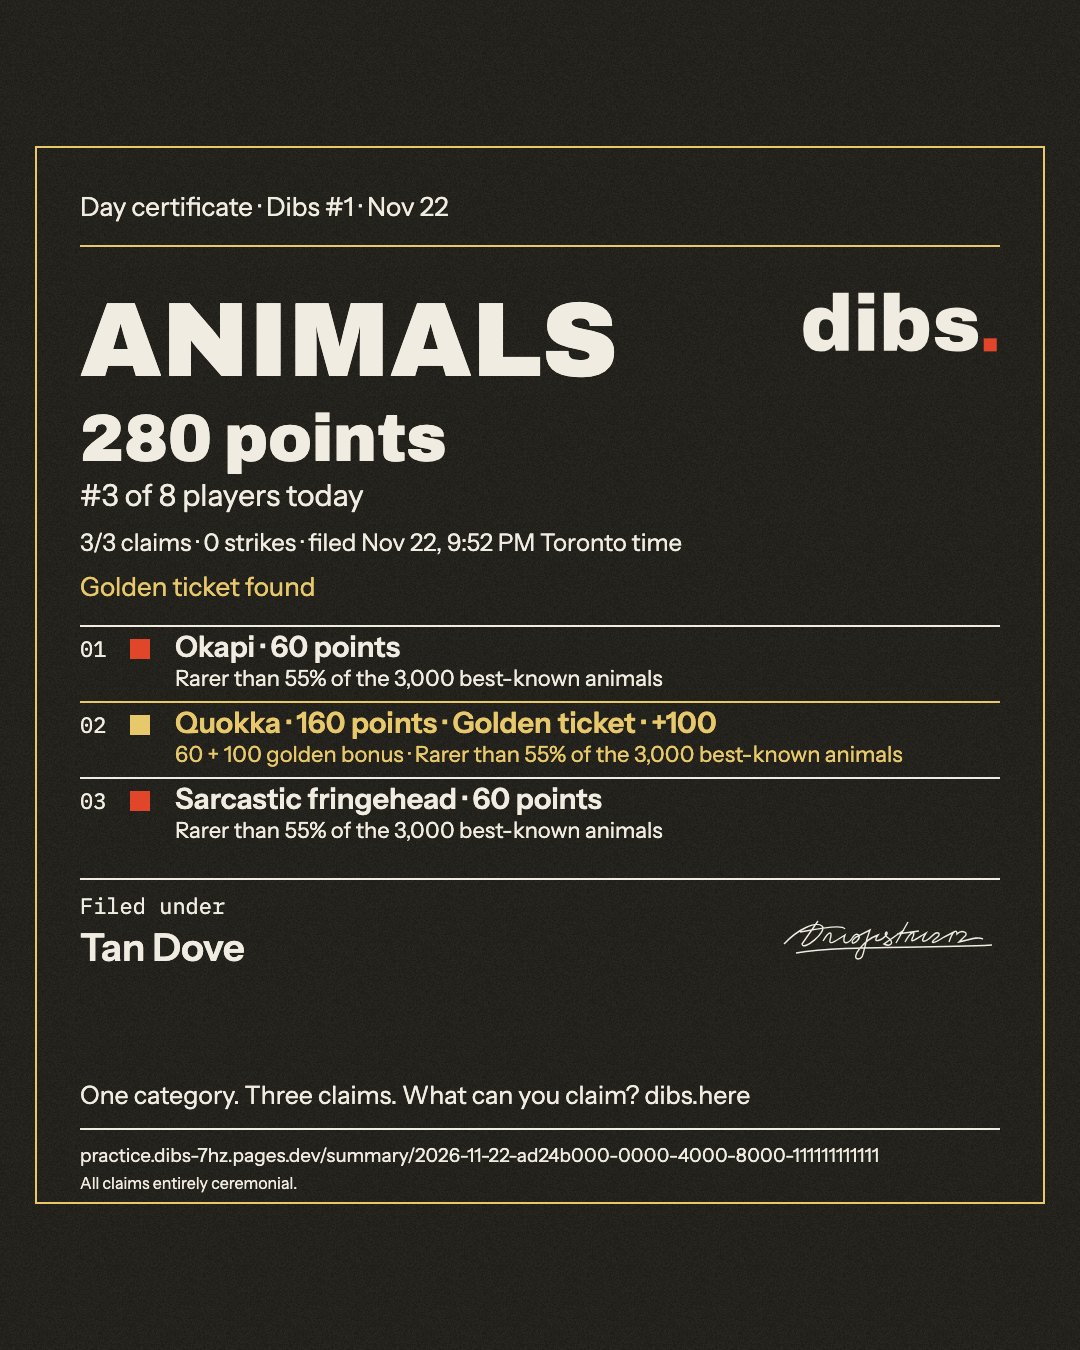 Day certificate · Dibs #1 · Nov 22
ANIMALS
dibs.
280 points
#3 of 8 players today
3/3 claims · 0 strikes · filed Nov 22, 9:52 PM Toronto time
Golden ticket found
01 Okapi · 60 points
Rarer than 55% of the 3,000 best-known animals
02 Quokka · 160 points · Golden ticket · +100
60 + 100 golden bonus · Rarer than 55% of the 3,000 best-known animals
03 Sarcastic fringehead · 60 points
Rarer than 55% of the 3,000 best-known animals
Filed under
Tan Dove
One category. Three claims. What can you claim? dibs.here
practice.dibs-7hz.pages.dev/summary/2026-11-22-ad24b000-0000-4000-8000-111111111111
All claims entirely ceremonial.